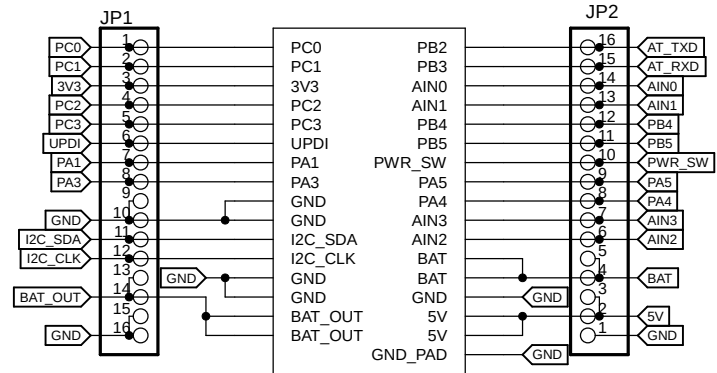 JP1 JP2
PC0 1 PC0 PB2 16 AT_TXD
PC1 2 PC1 PB3 15 AT_RXD
3V3 3 3V3 AIN0 14 AIN0
PC2 4 PC2 AIN1 13 AIN1
PC3 5 PC3 PB4 12 PB4
UPDI 6 UPDI PB5 11 PB5
PA1 7 PA1 PWR_SW 10 PWR_SW
PA3 8 PA3 PA5 9 PA5
9 GND PA4 8 PA4
GND 10 GND AIN3 7 AIN3
I2C_SDA 11 I2C_SDA AIN2 6 AIN2
I2C_CLK 12 I2C_CLK BAT 5
13 GND GND BAT 4 BAT
BAT_OUT 14 GND GND GND 3
15 BAT_OUT 5V 2 5V
GND 16 BAT_OUT 5V 1 GND
GND_PAD GND